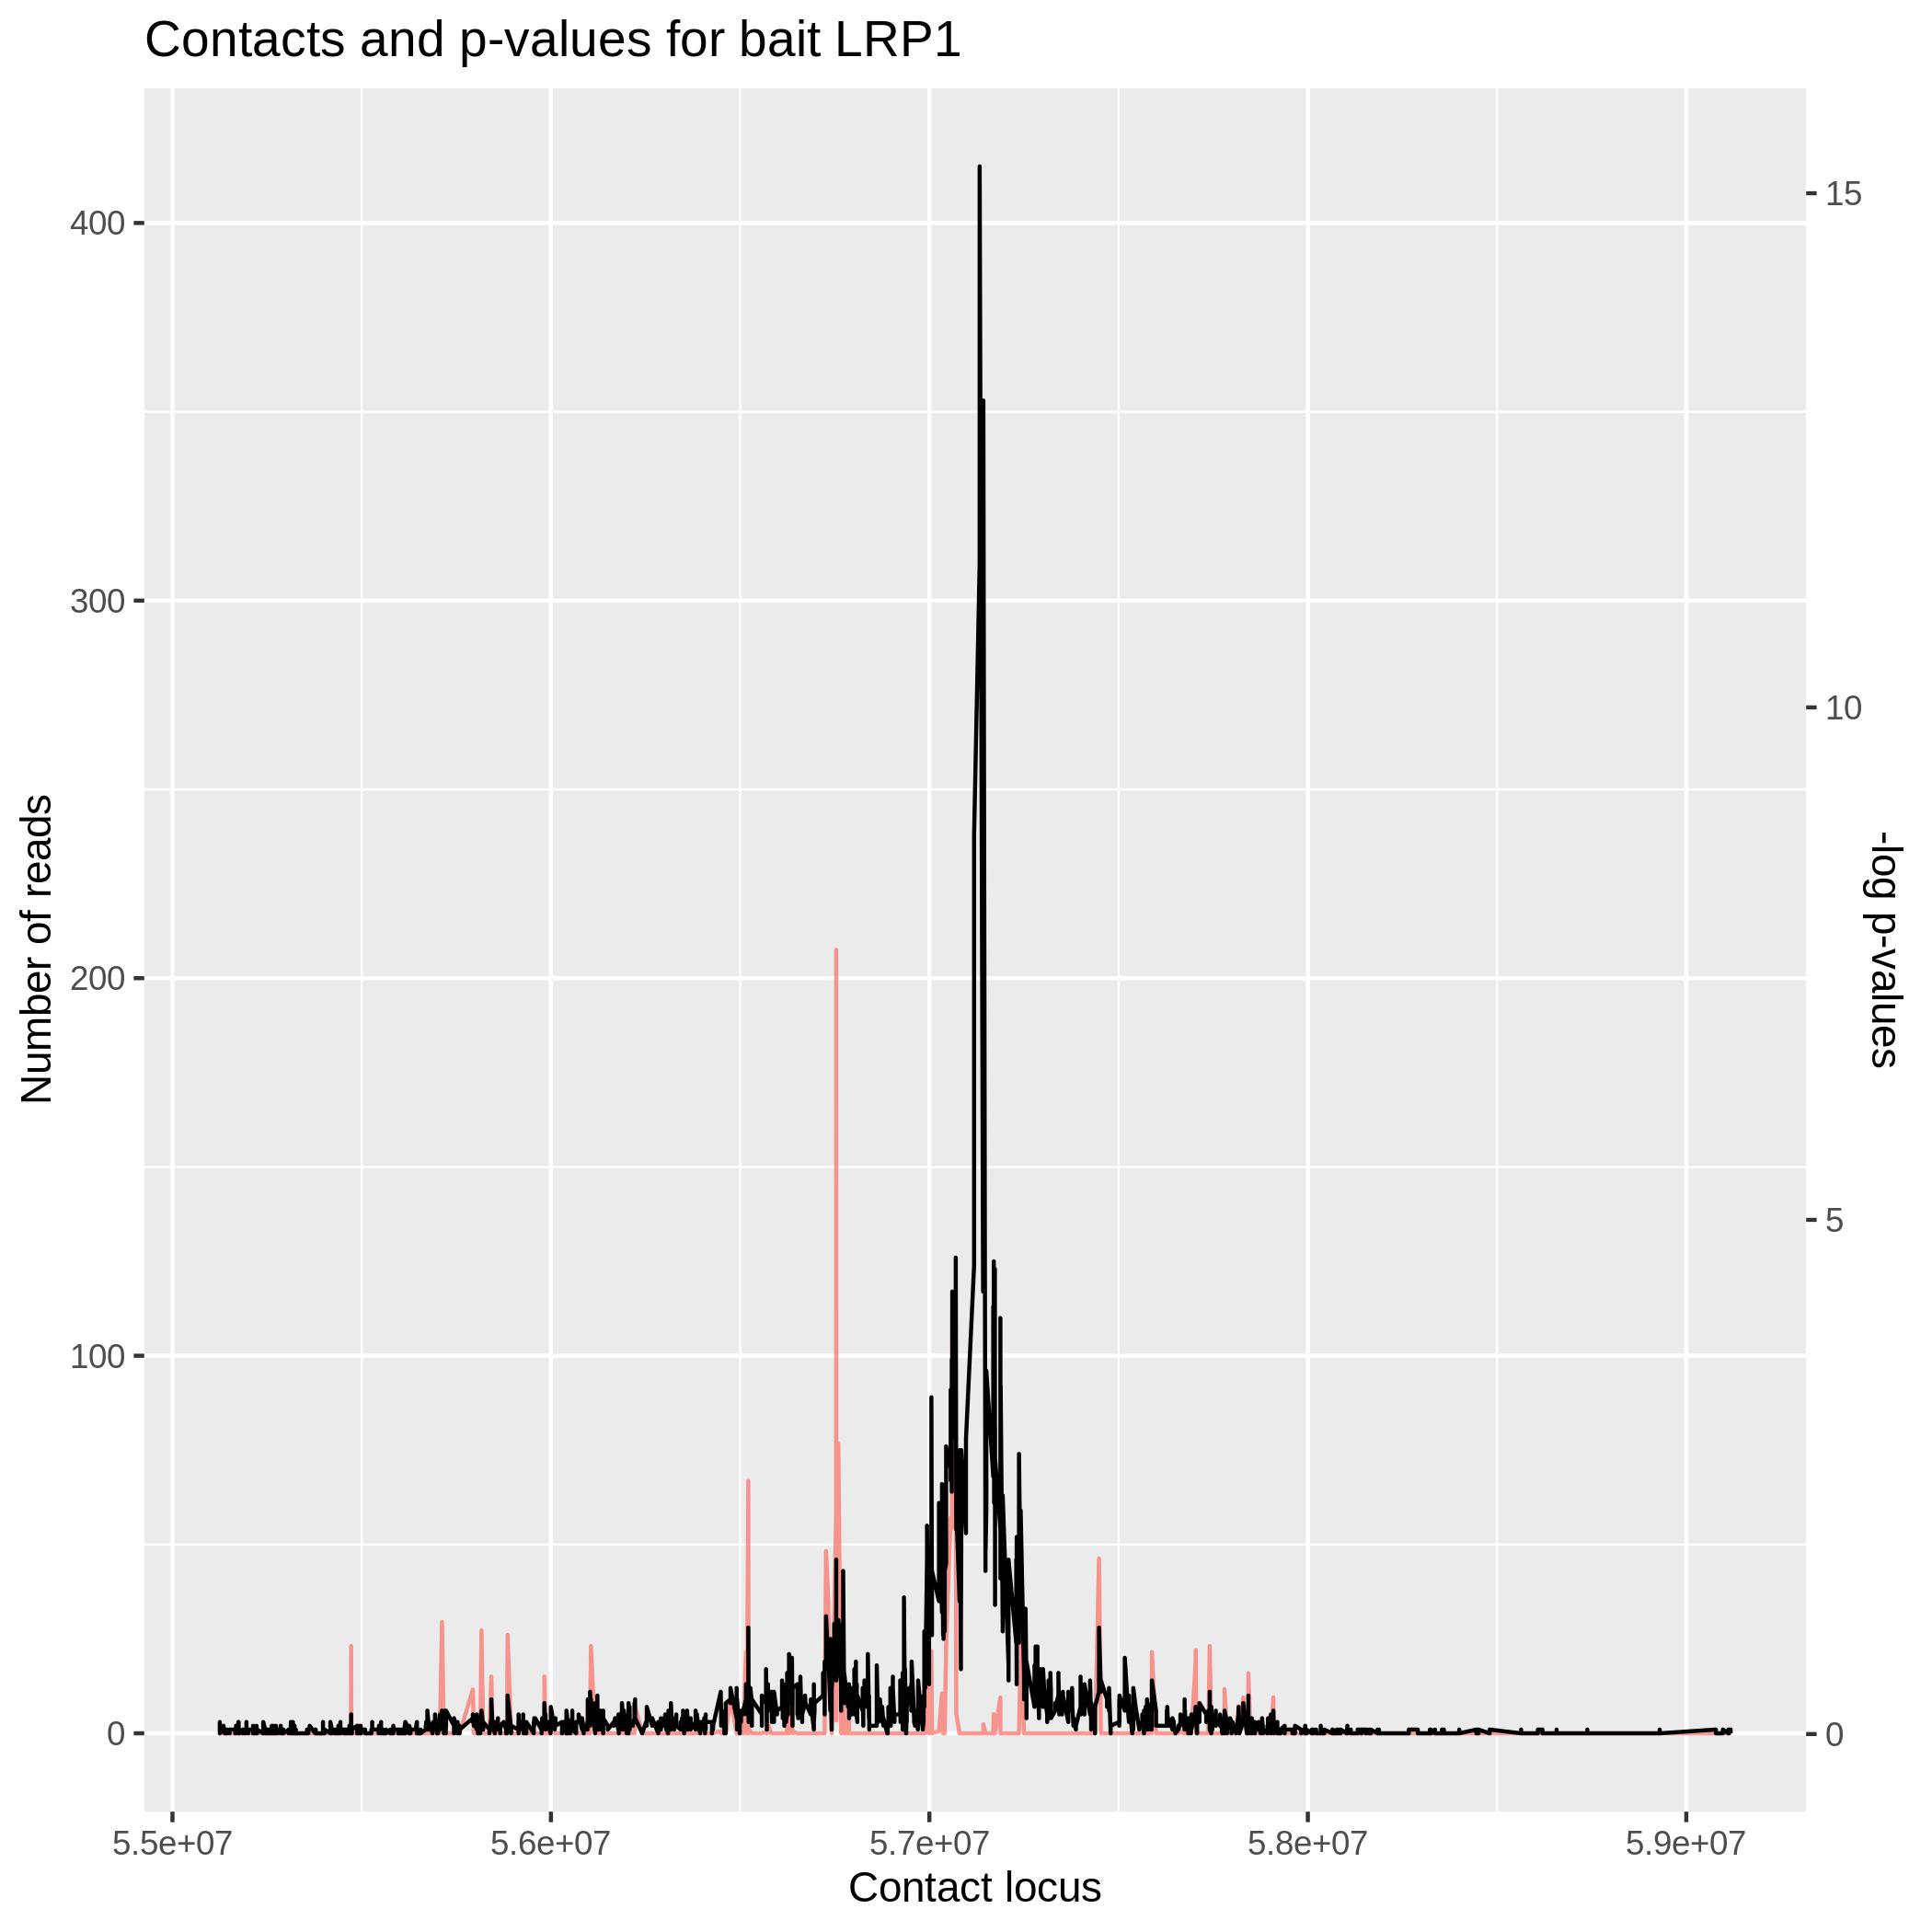 Contacts and p-values for bait LRP1
400
300
200
100
0
Number of reads
15
10
5
0
-log p-values
5.5e+07 5.6e+07 5.7e+07 5.8e+07 5.9e+07
Contact locus